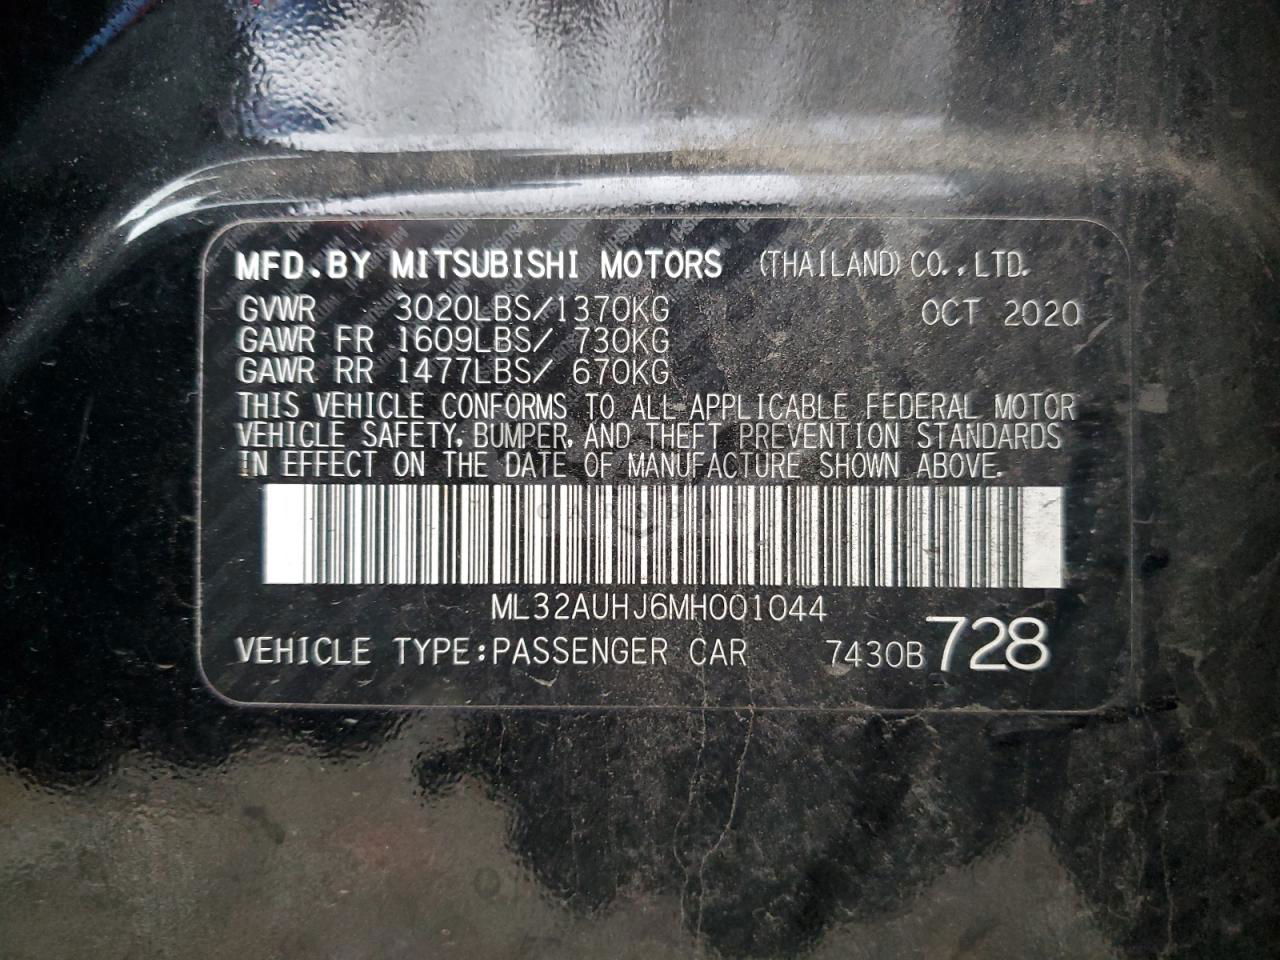 MFD.BY MITSUBISHI MOTORS (THAILAND) CO.,LTD.
GVWR 3020LBS/1370KG OCT 2020
GAWR FR 1609LBS/ 730KG
GAWR RR 1477LBS/ 670KG
THIS VEHICLE CONFORMS TO ALL APPLICABLE FEDERAL MOTOR
VEHICLE SAFETY, BUMPER, AND THEFT PREVENTION STANDARDS
IN EFFECT ON THE DATE OF MANUFACTURE SHOWN ABOVE.
ML32AUHJ6MH001044
VEHICLE TYPE:PASSENGER CAR 7430B 728